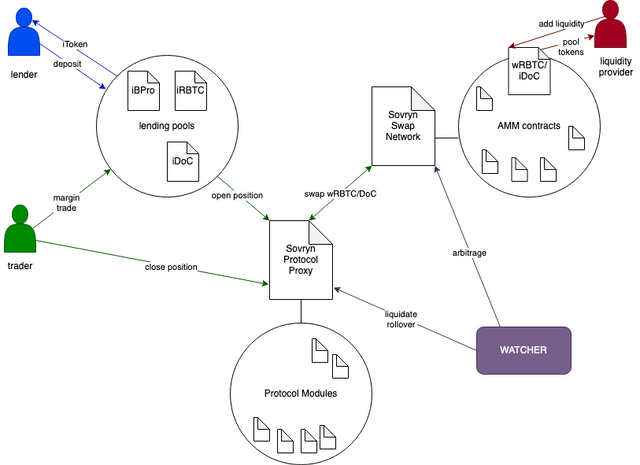 add liquidity
iToken
pool
tokens
lender
deposit
liquidity
provider
wRBTC/
iDoC
iBPro
iRBTC
lending pools
iDoC
Sovryn
Swap
Network
AMM contracts
margin
trade
open position
swap wRBTC/DoC
trader
close position
Sovryn
Protocol
Proxy
arbitrage
liquidate
rollover
WATCHER
Protocol Modules